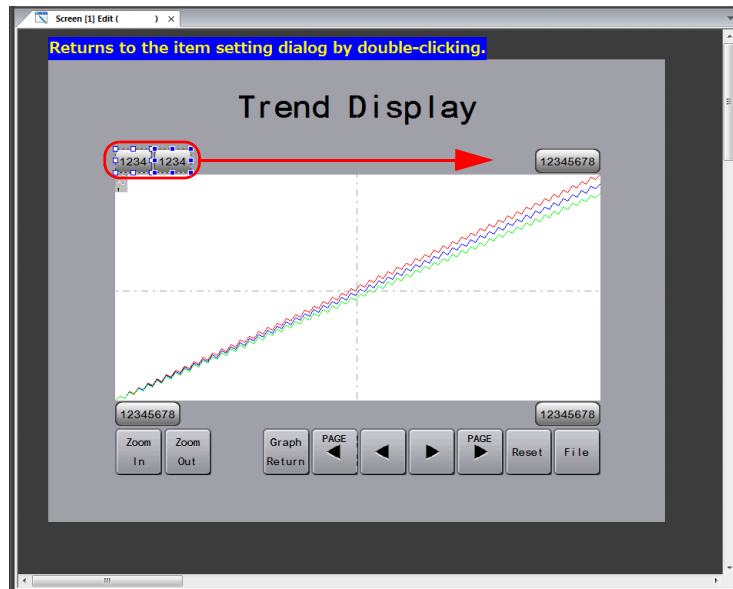 Screen [1] Edit ( )
Returns to the item setting dialog by double-clicking.
Trend Display
1234 1234 12345678
12345678 12345678
Zoom In Zoom Out Graph Return PAGE PAGE Reset File